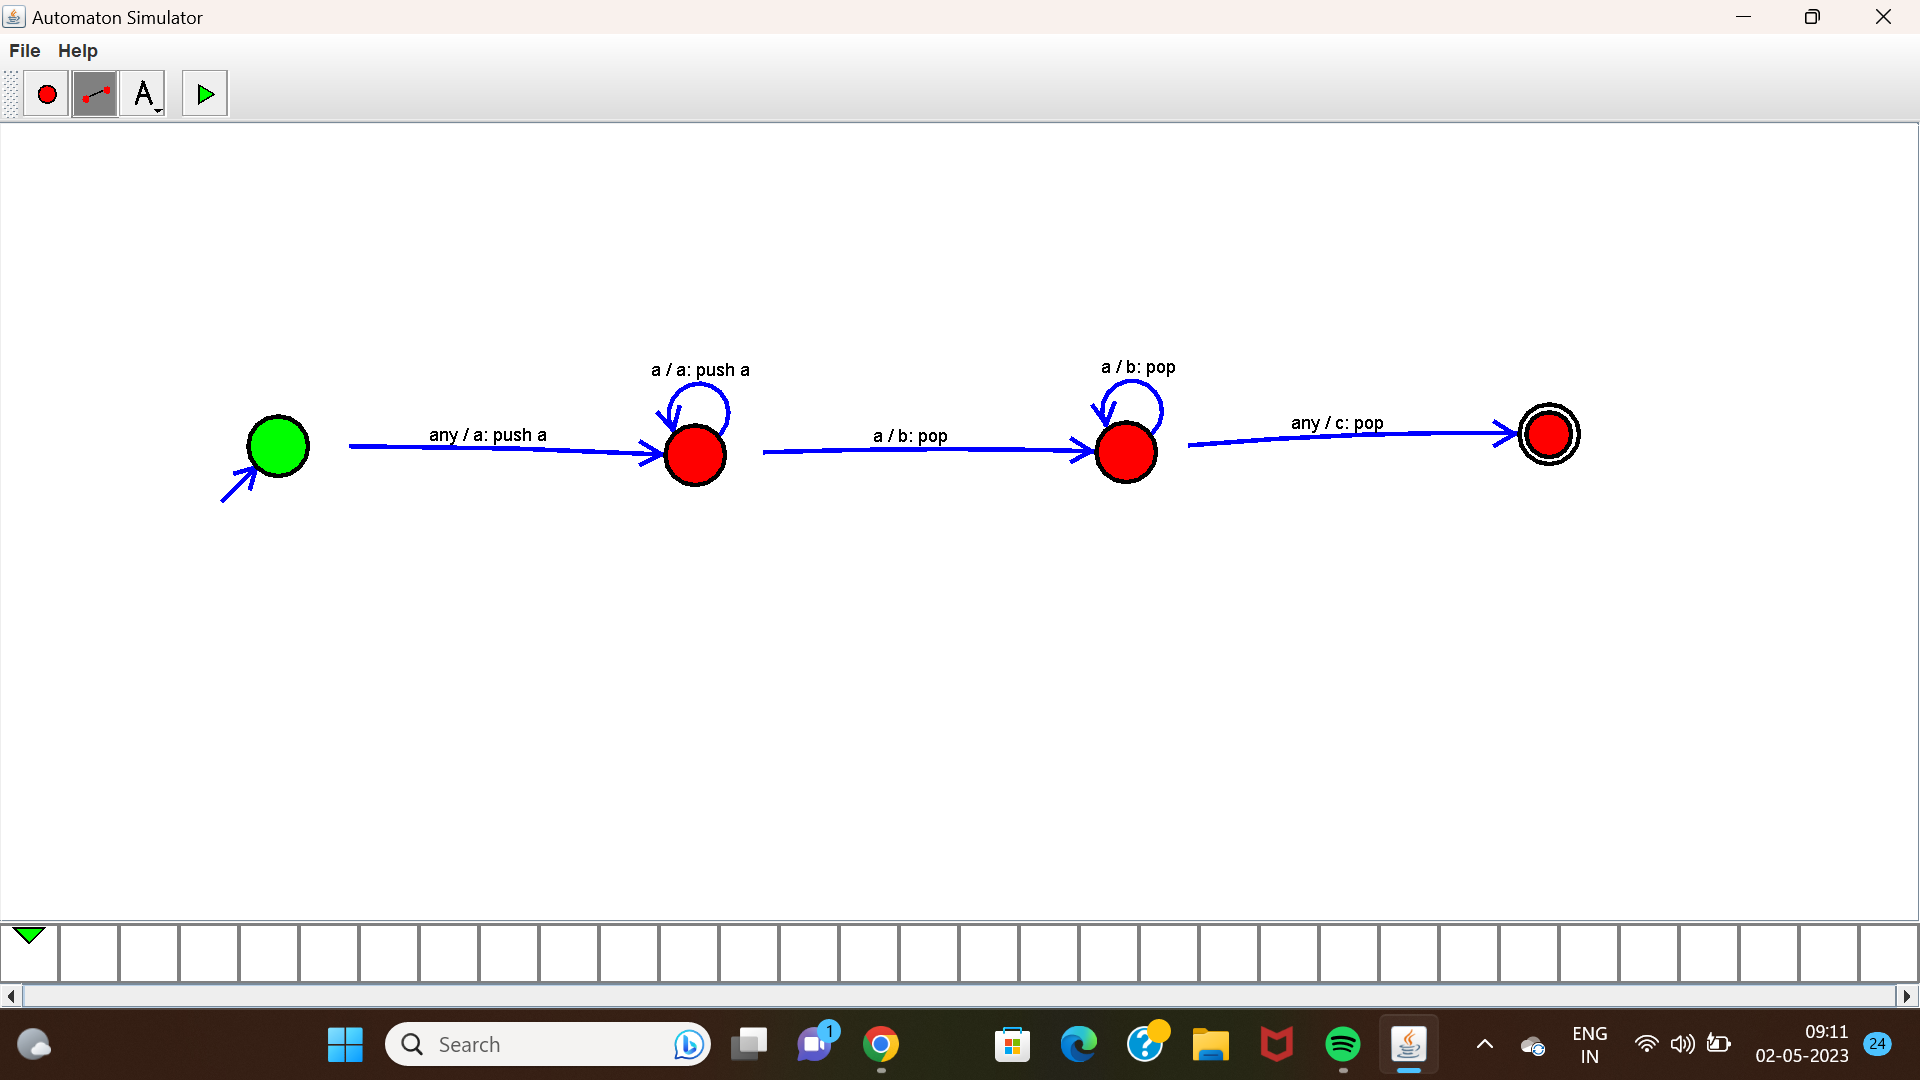 Automaton Simulator
File Help
A
a / a: push a
a / b: pop
any / a: push a
a / b: pop
any / c: pop
Search
1
ENG
IN
09:11
02-05-2023
24